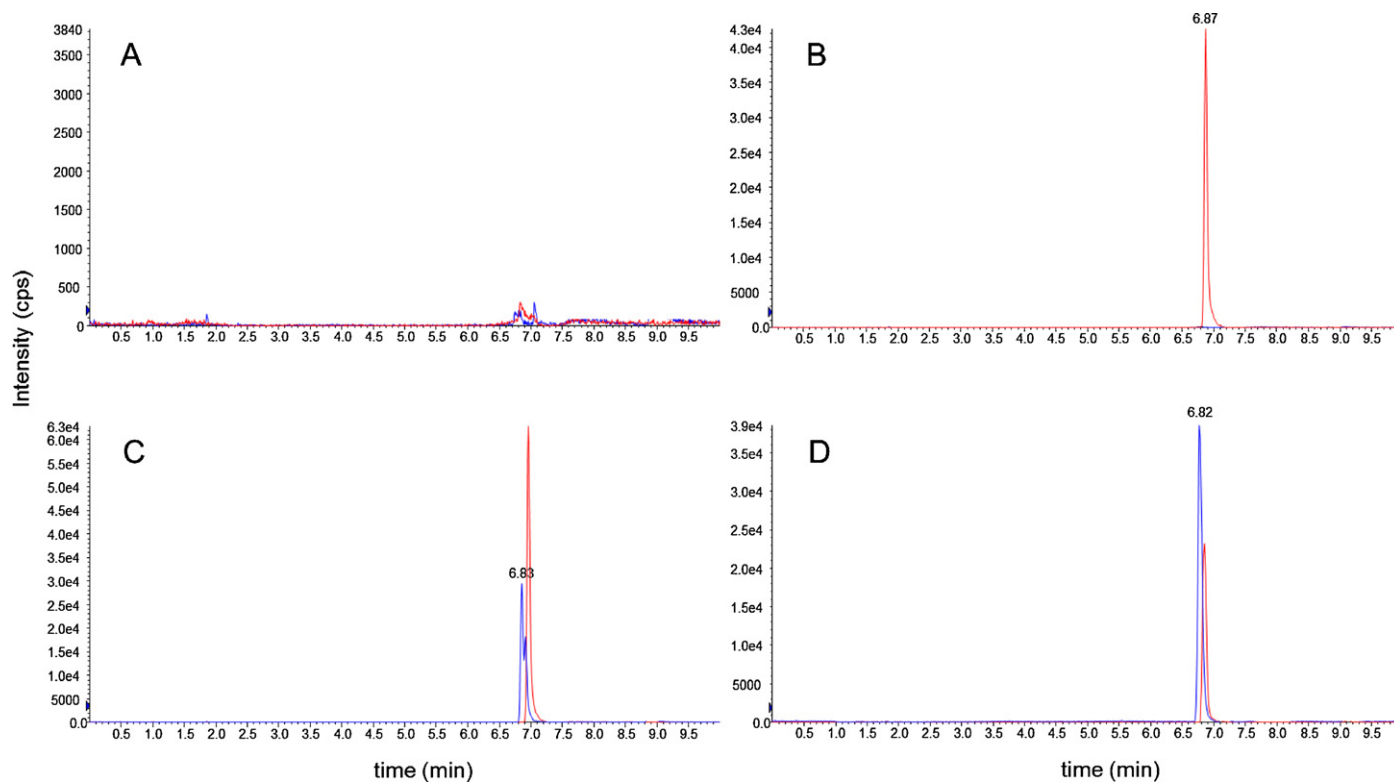 Intensity (cps)
A
3840
3500
3000
2500
2000
1500
1000
500
0
0.5 1.0 1.5 2.0 2.5 3.0 3.5 4.0 4.5 5.0 5.5 6.0 6.5 7.0 7.5 8.0 8.5 9.0 9.5
B
6.87
4.3e4
4.0e4
3.5e4
3.0e4
2.5e4
2.0e4
1.5e4
1.0e4
5000
0.0
0.5 1.0 1.5 2.0 2.5 3.0 3.5 4.0 4.5 5.0 5.5 6.0 6.5 7.0 7.5 8.0 8.5 9.0 9.5
C
6.83
6.3e4
6.0e4
5.5e4
5.0e4
4.5e4
4.0e4
3.5e4
3.0e4
2.5e4
2.0e4
1.5e4
1.0e4
5000
0.0
0.5 1.0 1.5 2.0 2.5 3.0 3.5 4.0 4.5 5.0 5.5 6.0 6.5 7.0 7.5 8.0 8.5 9.0 9.5
time (min)
D
6.82
3.9e4
3.5e4
3.0e4
2.5e4
2.0e4
1.5e4
1.0e4
5000
0.0
0.5 1.0 1.5 2.0 2.5 3.0 3.5 4.0 4.5 5.0 5.5 6.0 6.5 7.0 7.5 8.0 8.5 9.0 9.5
time (min)